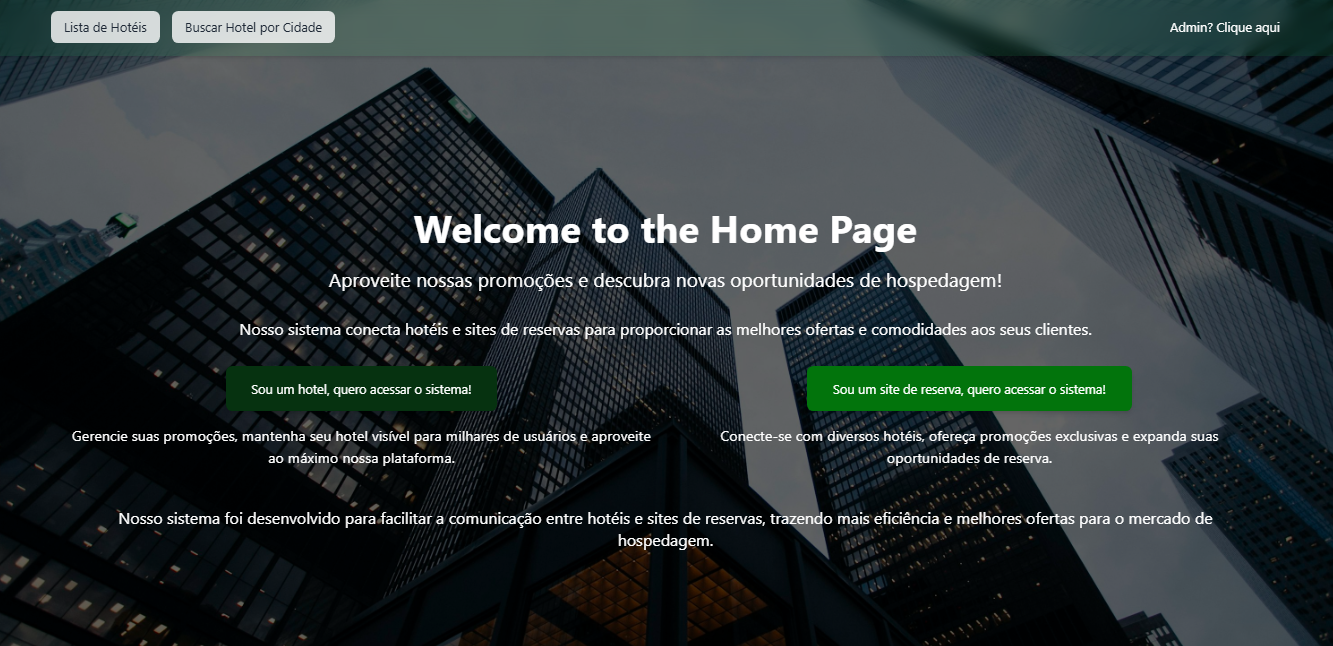 Lista de Hotéis
Buscar Hotel por Cidade
Admin? Clique aqui
Welcome to the Home Page
Aproveite nossas promoções e descubra novas oportunidades de hospedagem!
Nosso sistema conecta hotéis e sites de reservas para proporcionar as melhores ofertas e comodidades aos seus clientes.
Sou um hotel, quero acessar o sistema!
Gerencie suas promoções, mantenha seu hotel visível para milhares de usuários e aproveite
ao máximo nossa plataforma.
Sou um site de reserva, quero acessar o sistema!
Conecte-se com diversos hotéis, ofereça promoções exclusivas e expanda suas
oportunidades de reserva.
Nosso sistema foi desenvolvido para facilitar a comunicação entre hotéis e sites de reservas, trazendo mais eficiência e melhores ofertas para o mercado de
hospedagem.